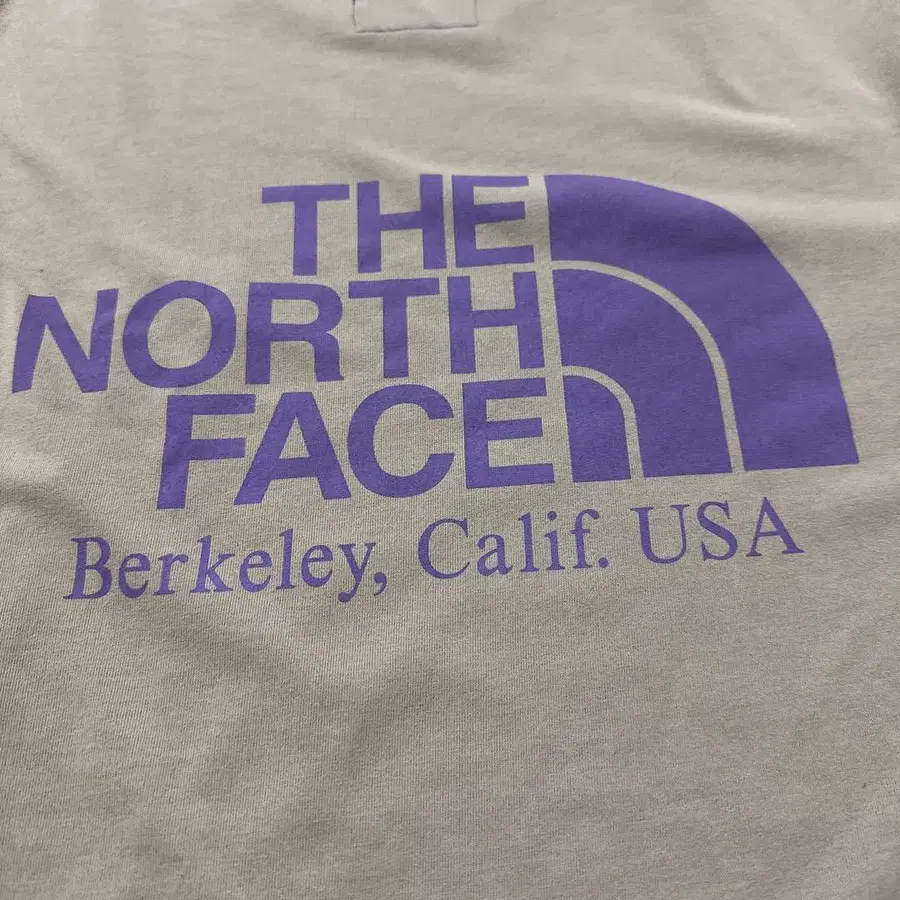 THE
NORTH
FACE
Berkeley, Calif. USA